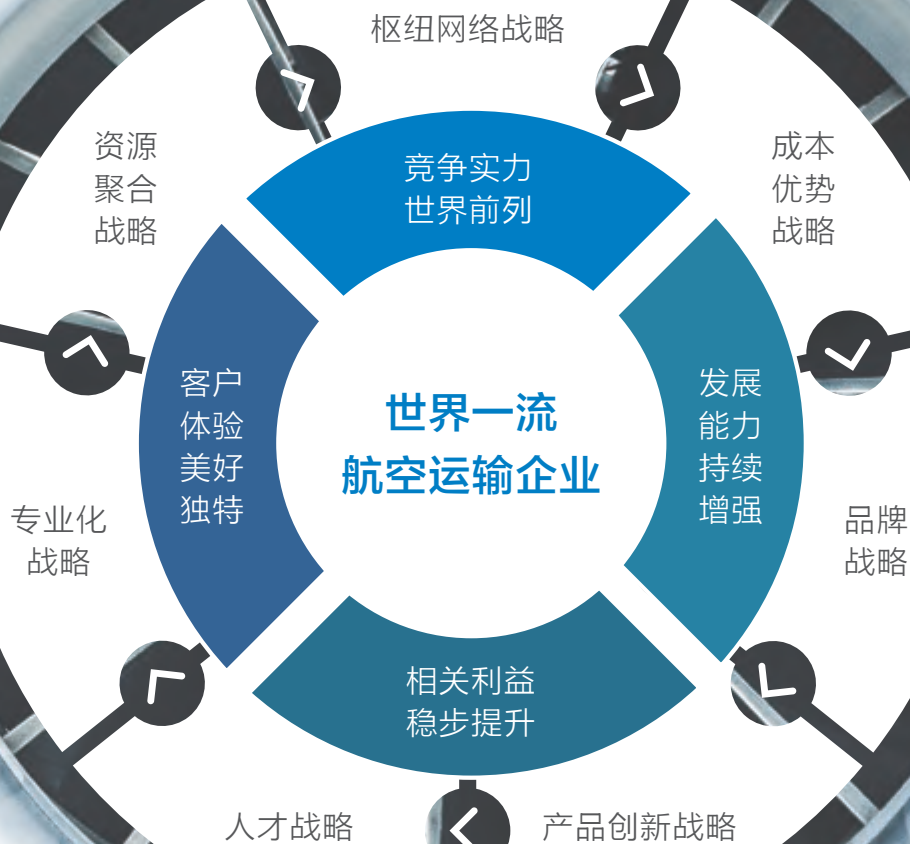 枢纽网络战略
资源
聚合
战略
竞争实力
世界前列
成本
优势
战略
客户
体验
美好
独特
世界一流
航空运输企业
发展
能力
持续
增强
专业化
战略
品牌
战略
相关利益
稳步提升
人才战略
产品创新战略